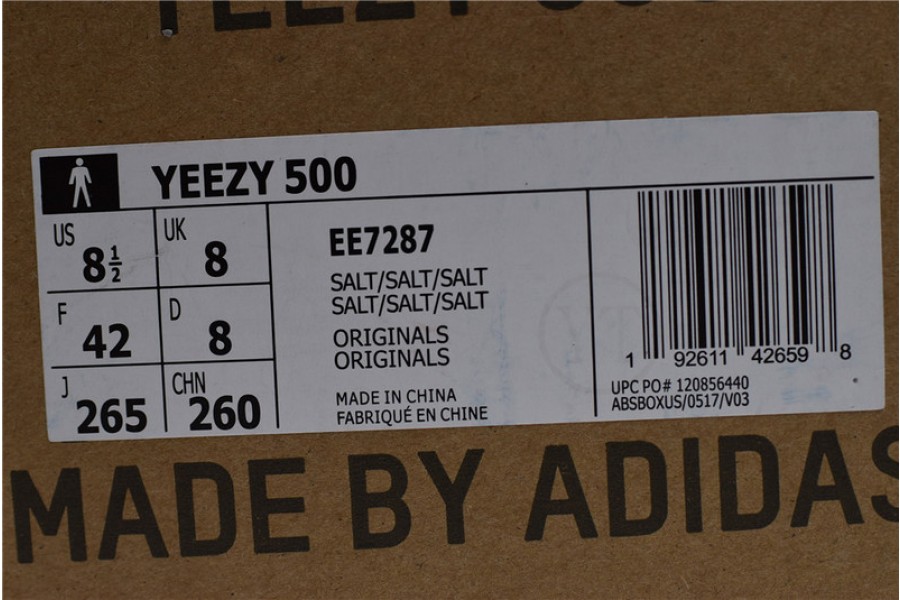 YEEZY 500
YEEZY 500
US
8½
UK
8
F
42
D
8
J
265
CHN
260
EE7287
SALT/SALT/SALT
SALT/SALT/SALT
ORIGINALS
ORIGINALS
MADE IN CHINA
FABRIQUÉ EN CHINE
1 92611 42659 8
UPC PO# 120856440
ABSBOXUS/0517/V03
MADE BY ADIDAS